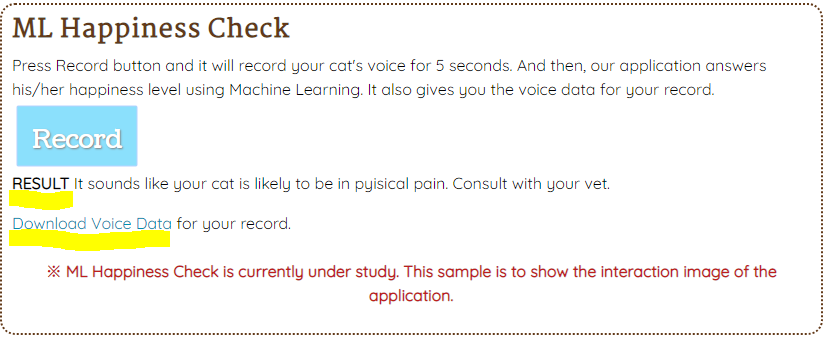 ML Happiness Check
Press Record button and it will record your cat's voice for 5 seconds. And then, our application answers
his/her happiness level using Machine Learning. It also gives you the voice data for your record.
Record
RESULT It sounds like your cat is likely to be in pyisical pain. Consult with your vet.
Download Voice Data for your record.
※ ML Happiness Check is currently under study. This sample is to show the interaction image of the
application.